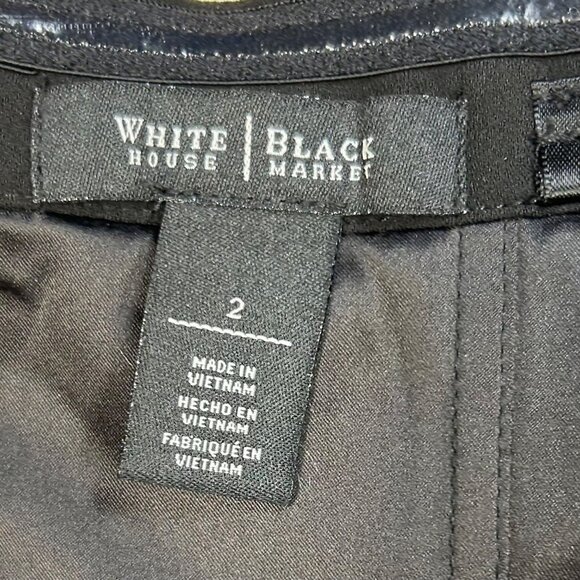 WHITE HOUSE | BLACK MARKET
2
MADE IN
VIETNAM
HECHO EN
VIETNAM
FABRIQUÉ EN
VIETNAM